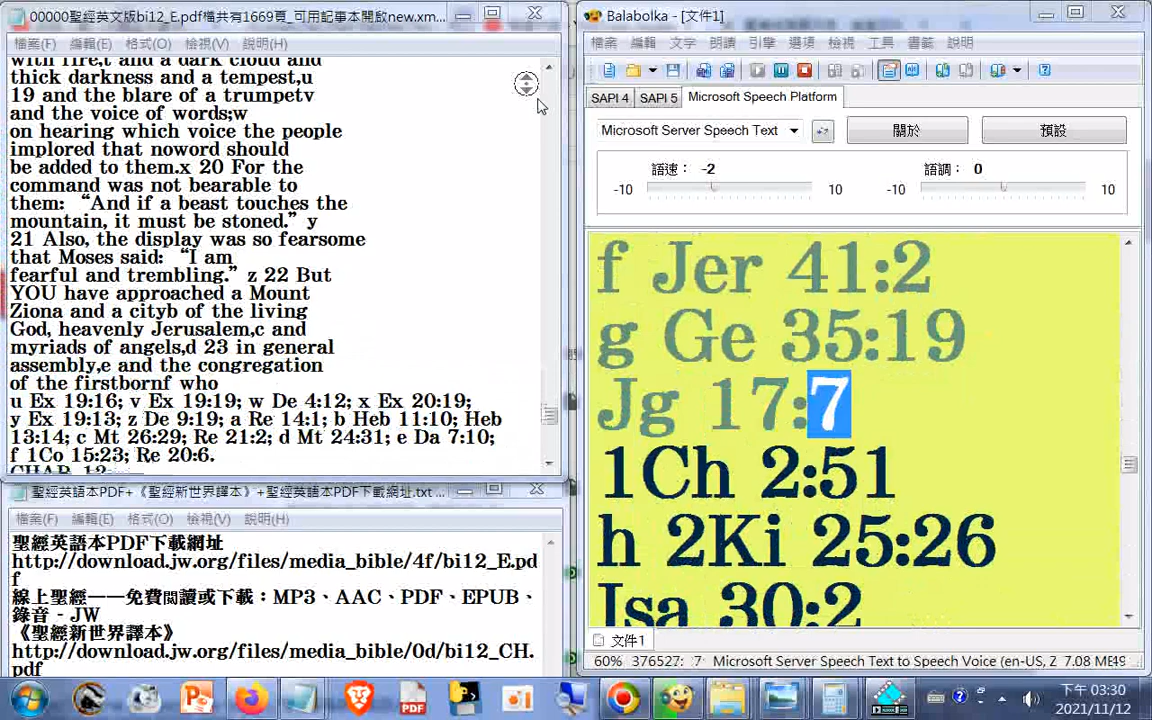 00000聖經英文版bi12_E.pdf檔共有1669頁_可用記事本開啟new.xm...
檔案(F) 編輯(E) 格式(O) 檢視(V) 說明(H)
with fire,t and a dark cloud and
thick darkness and a tempest,u
19 and the blare of a trumpetv
and the voice of words;w
on hearing which voice the people
implored that noword should
be added to them.x 20 For the
command was not bearable to
them: “And if a beast touches the
mountain, it must be stoned.” y
21 Also, the display was so fearsome
that Moses said: “I am
fearful and trembling.” z 22 But
YOU have approached a Mount
Ziona and a cityb of the living
God, heavenly Jerusalem,c and
myriads of angels,d 23 in general
assembly,e and the congregation
of the firstbornf who
u Ex 19:16; v Ex 19:19; w De 4:12; x Ex 20:19;
y Ex 19:13; z De 9:19; a Re 14:1; b Heb 11:10; Heb
13:14; c Mt 26:29; Re 21:2; d Mt 24:31; e Da 7:10;
f 1Co 15:23; Re 20:6.
聖經英語本PDF+《聖經新世界譯本》+聖經英語本PDF下載網址.txt ...
檔案(F) 編輯(E) 格式(O) 檢視(V) 說明(H)
聖經英語本PDF下載網址
http://download.jw.org/files/media_bible/4f/bi12_E.pd
f
線上聖經——免費閱讀或下載：MP3、AAC、PDF、EPUB、
錄音 - JW
《聖經新世界譯本》
http://download.jw.org/files/media_bible/0d/bi12_CH.
pdf
Balabolka - [文件1]
檔案 編輯 文字 朗讀 引擎 選項 檢視 工具 書籤 說明
SAPI 4 SAPI 5 Microsoft Speech Platform
Microsoft Server Speech Text 關於 預設
語速： -2 語調： 0
-10 10 -10 10
f Jer 41:2
g Ge 35:19
Jg 17:7
1Ch 2:51
h 2Ki 25:26
Isa 30:2
文件1
60% 376527: 7 Microsoft Server Speech Text to Speech Voice (en-US, Z 7.08 ME
下午 03:30
2021/11/12